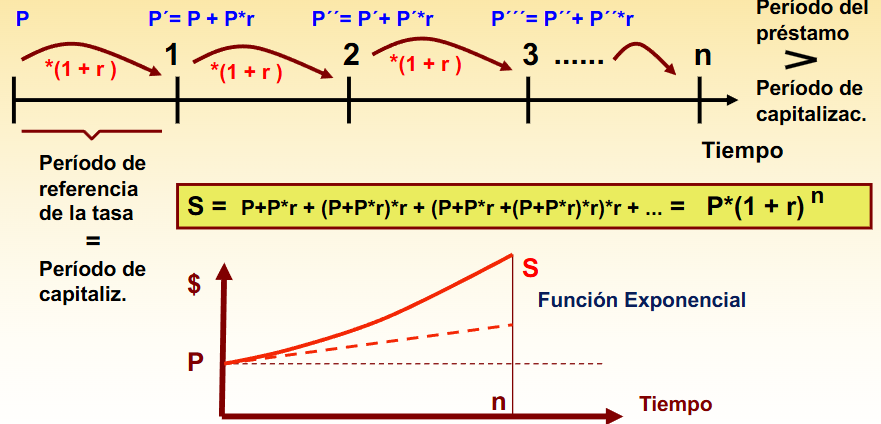 P P´= P + P*r P´´= P´+ P´*r P´´´= P´´+ P´´*r
Período del
préstamo
>
Período de
capitalizac.
1 2 3 ...... n
*(1 + r ) *(1 + r ) *(1 + r )
Tiempo
Período de
referencia
de la tasa
=
Período de
capitaliz.
S = P+P*r + (P+P*r)*r + (P+P*r +(P+P*r)*r)*r + ... = P*(1 + r) n
$
S
Función Exponencial
P
n
Tiempo